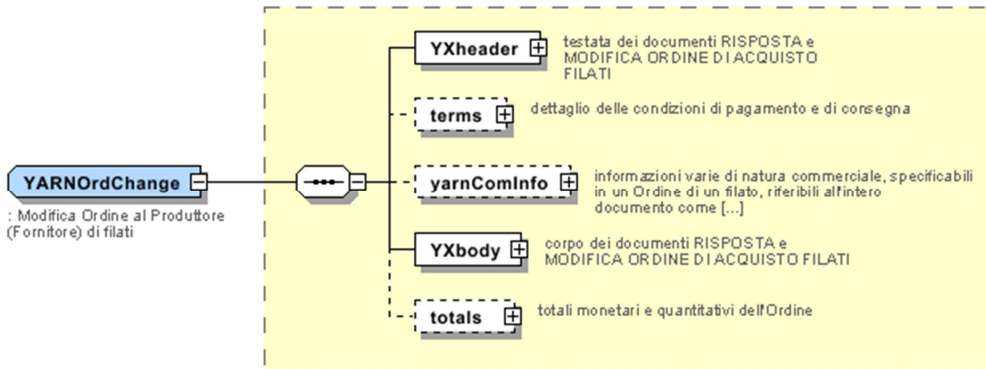 YXheader
testata dei documenti RISPOSTA e
MODIFICA ORDINE DI ACQUISTO
FILATI
terms
dettaglio delle condizioni di pagamento e di consegna
YARNOrdChange
: Modifica Ordine al Produttore
(Fornitore) di filati
yarnComInfo
informazioni varie di natura commerciale, specificabili
in un Ordine di un filato, riferibili all'intero
documento come [...]
YXbody
corpo dei documenti RISPOSTA e
MODIFICA ORDINE DI ACQUISTO FILATI
totals
totali monetari e quantitativi dell'Ordine